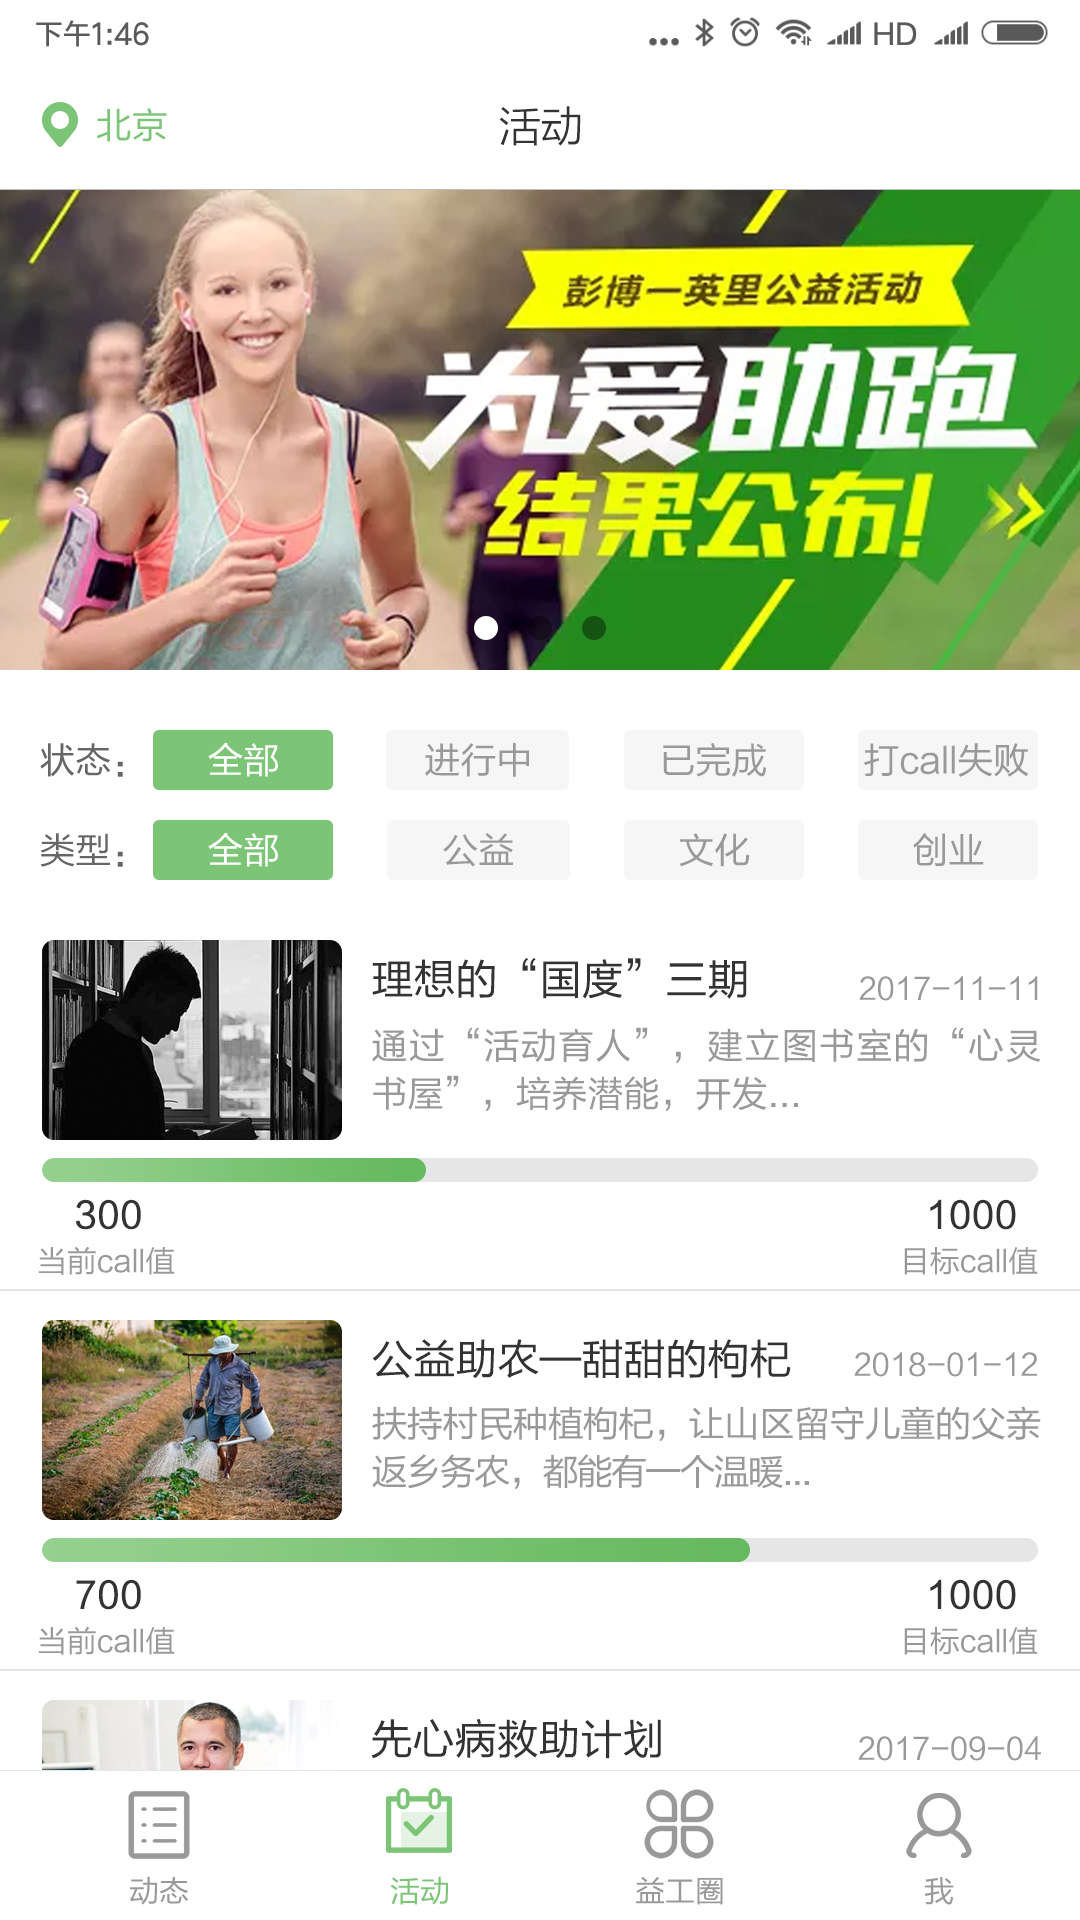 下午1:46
HD
北京
活动
彭博一英里公益活动
为爱助跑
结果公布!
状态：
全部
进行中
已完成
打call失败
类型：
全部
公益
文化
创业
理想的“国度”三期
2017-11-11
通过“活动育人”，建立图书室的“心灵
书屋”，培养潜能，开发...
300
1000
当前call值
目标call值
公益助农—甜甜的枸杞
2018-01-12
扶持村民种植枸杞，让山区留守儿童的父亲
返乡务农，都能有一个温暖...
700
1000
当前call值
目标call值
先心病救助计划
2017-09-04
动态
活动
益工圈
我